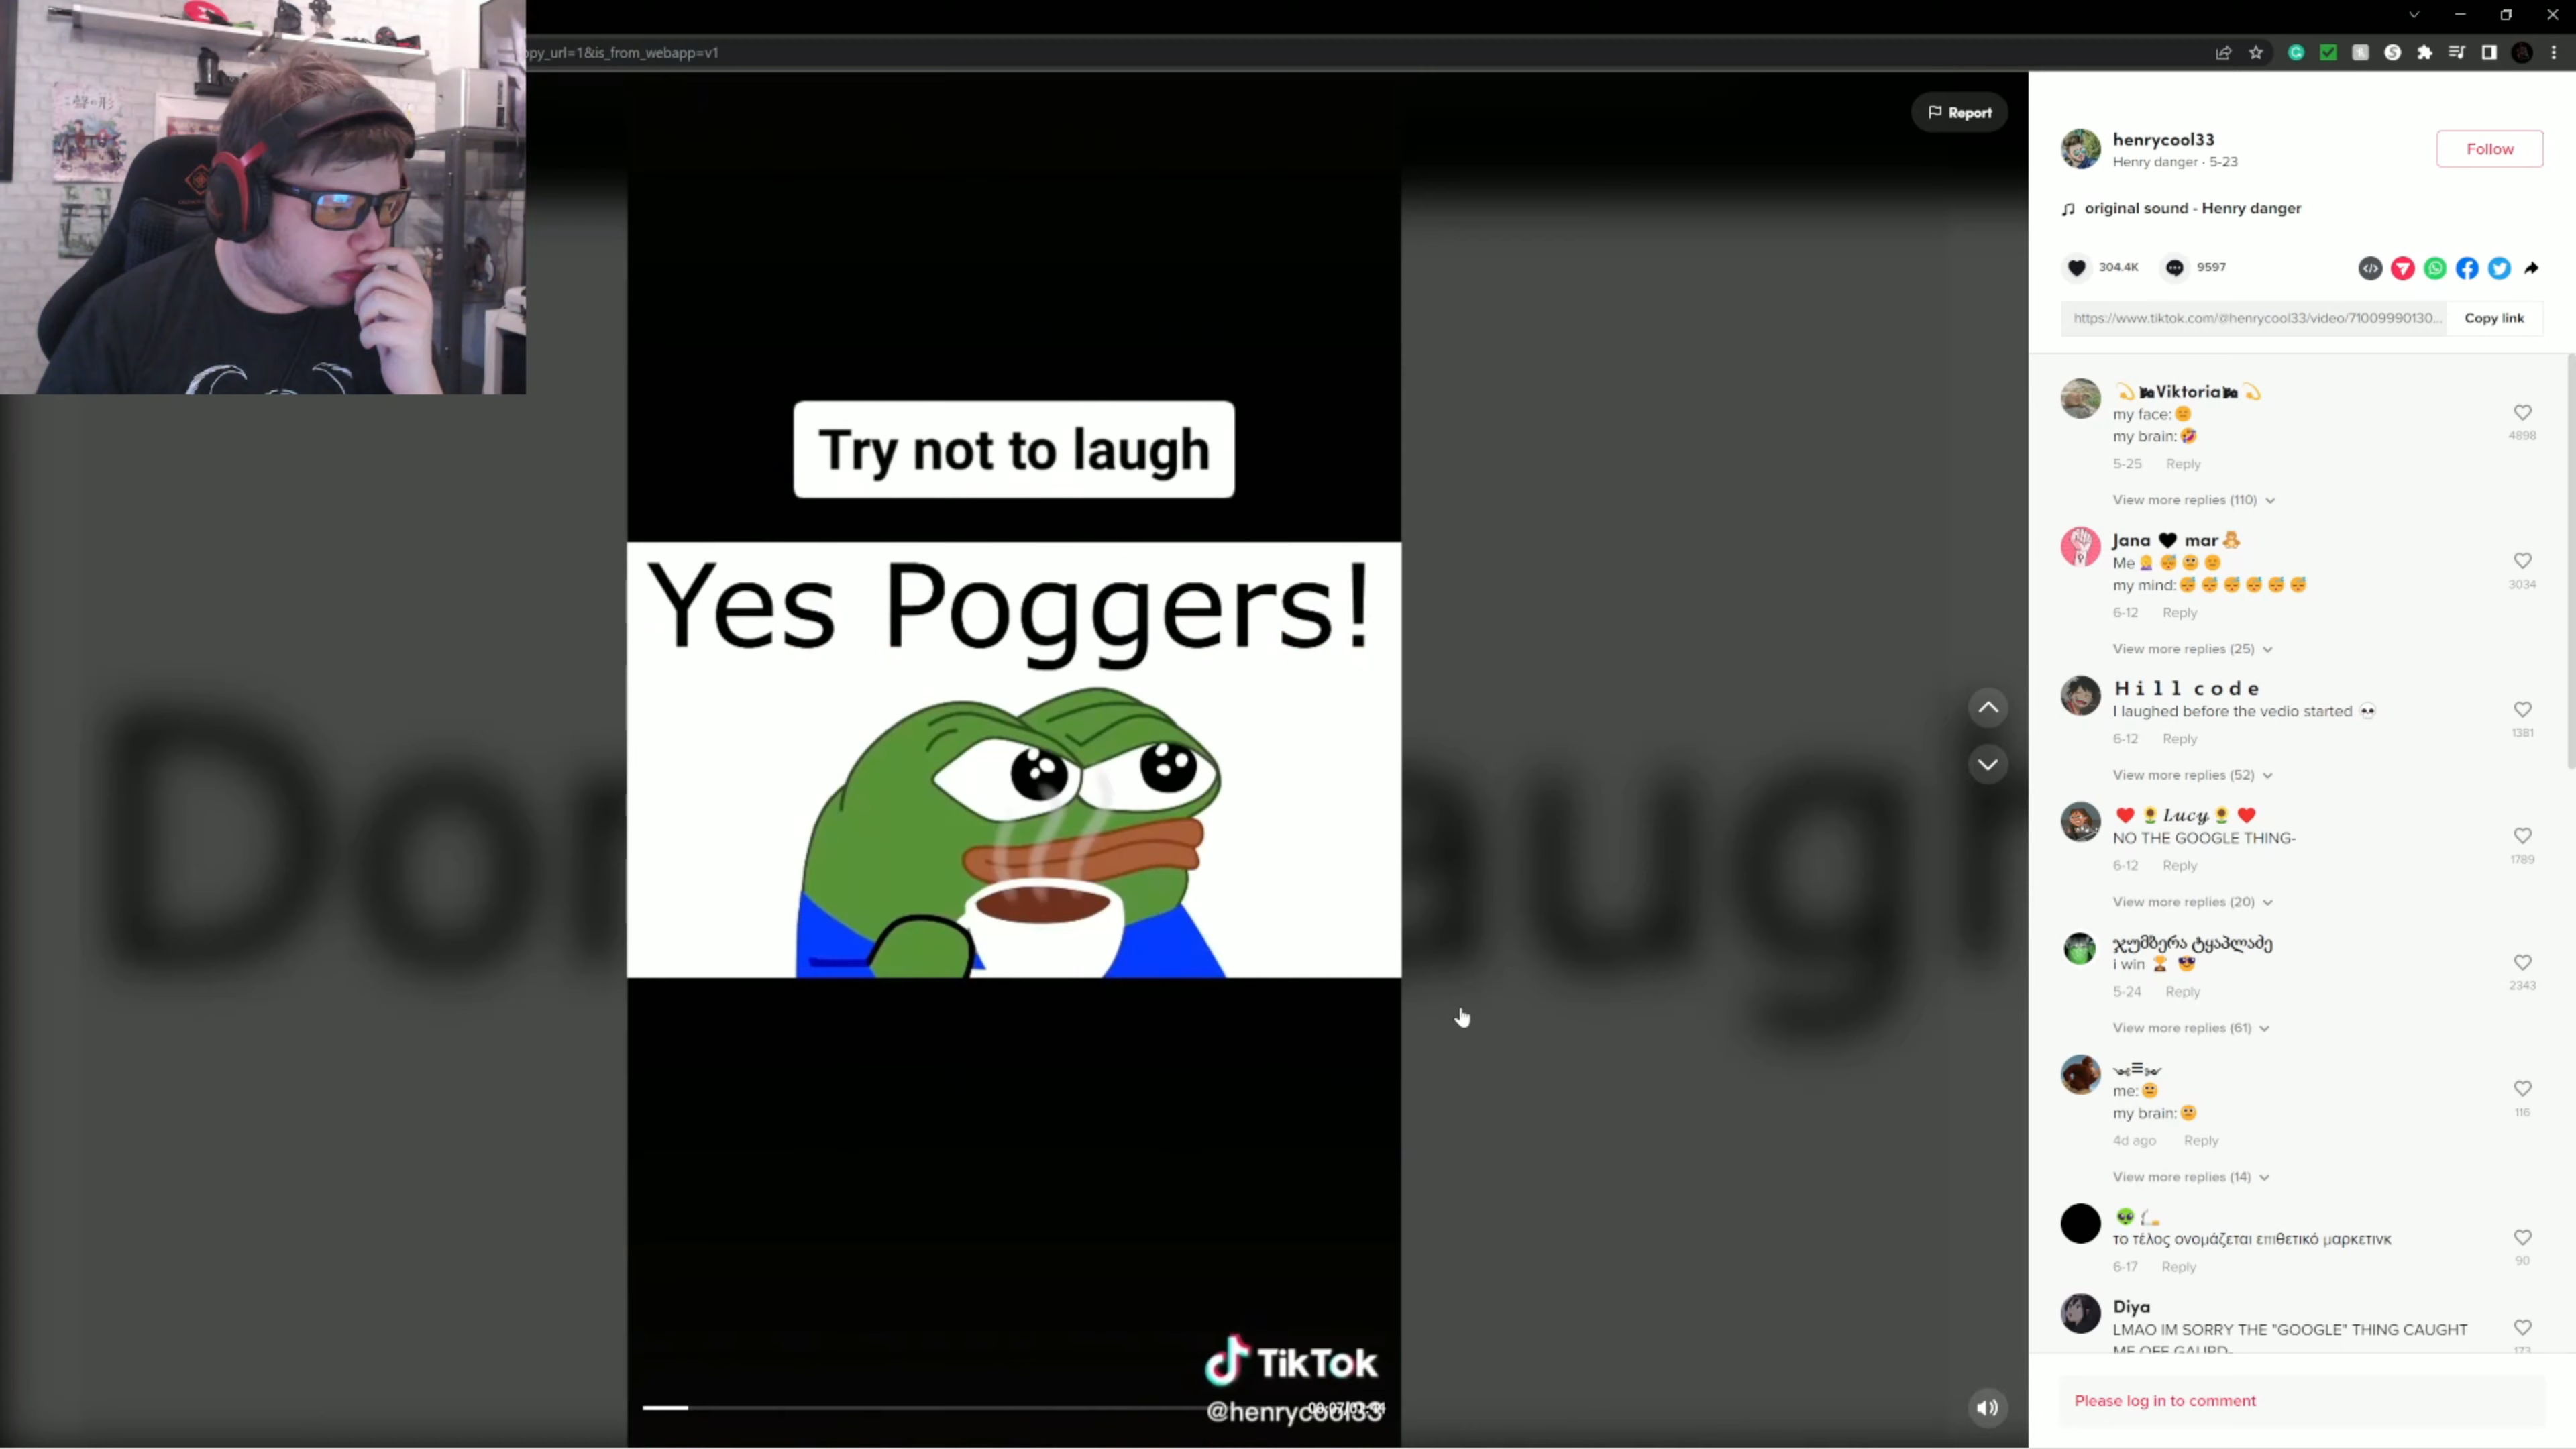 opy_url=1&is_from_webapp=v1
Report
Try not to laugh
Yes Poggers!
TikTok
@henrycool33
henrycool33
Henry danger · 5-23
Follow
original sound - Henry danger
304.4K
9597
https://www.tiktok.com/@henrycool33/video/71009990130...
Copy link
💫🐆Viktoria🐆💫
my face:😐
my brain:🤣
4898
5-25 Reply
View more replies (110)
Jana 🖤 mar🧸
my mind:😴😴😴😴😴😴
3034
6-12 Reply
View more replies (25)
Hill code
I laughed before the vedio started 💀
1381
6-12 Reply
View more replies (52)
❤️🌻Lucy🌻❤️
NO THE GOOGLE THING-
1789
6-12 Reply
View more replies (20)
ჯუმბერა ტყაპლაძე
i win 🏆 😎
2343
5-24 Reply
View more replies (61)
me:😐
my brain:😐
116
4d ago Reply
View more replies (14)
το τέλος ονομάζεται επιθετικό μαρκετινκ
90
6-17 Reply
Diya
LMAO IM SORRY THE "GOOGLE" THING CAUGHT
ME OFF GAURD-
173
Please log in to comment